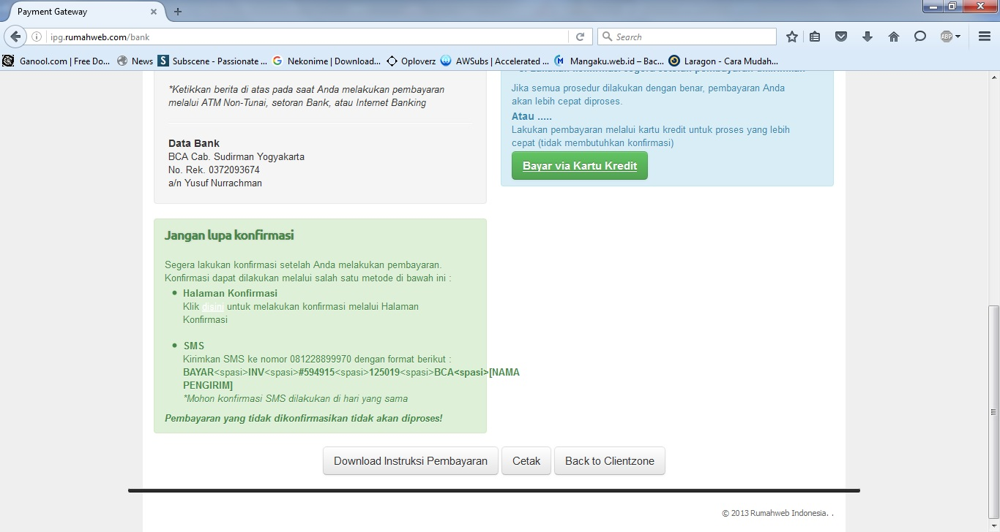 Payment Gateway
ipg.rumahweb.com/bank
Search
ABP
Ganool.com | Free Do...
News
Subscene - Passionate ...
Nekonime | Download...
Oploverz
AWSubs | Accelerated ...
Mangaku.web.id – Bac...
Laragon - Cara Mudah...
*Ketikkan berita di atas pada saat Anda melakukan pembayaran
melalui ATM Non-Tunai, setoran Bank, atau Internet Banking
Data Bank
BCA Cab. Sudirman Yogyakarta
No. Rek. 0372093674
a/n Yusuf Nurrachman
Jika semua prosedur dilakukan dengan benar, pembayaran Anda
akan lebih cepat diproses.
Atau .....
Lakukan pembayaran melalui kartu kredit untuk proses yang lebih
cepat (tidak membutuhkan konfirmasi)
Bayar via Kartu Kredit
Jangan lupa konfirmasi
Segera lakukan konfirmasi setelah Anda melakukan pembayaran.
Konfirmasi dapat dilakukan melalui salah satu metode di bawah ini :
• Halaman Konfirmasi
Klik disini untuk melakukan konfirmasi melalui Halaman
Konfirmasi
• SMS
Kirimkan SMS ke nomor 081228899970 dengan format berikut :
BAYAR<spasi>INV<spasi>#594915<spasi>125019<spasi>BCA<spasi>[NAMA
PENGIRIM]
*Mohon konfirmasi SMS dilakukan di hari yang sama
Pembayaran yang tidak dikonfirmasikan tidak akan diproses!
Download Instruksi Pembayaran
Cetak
Back to Clientzone
© 2013 Rumahweb Indonesia. .